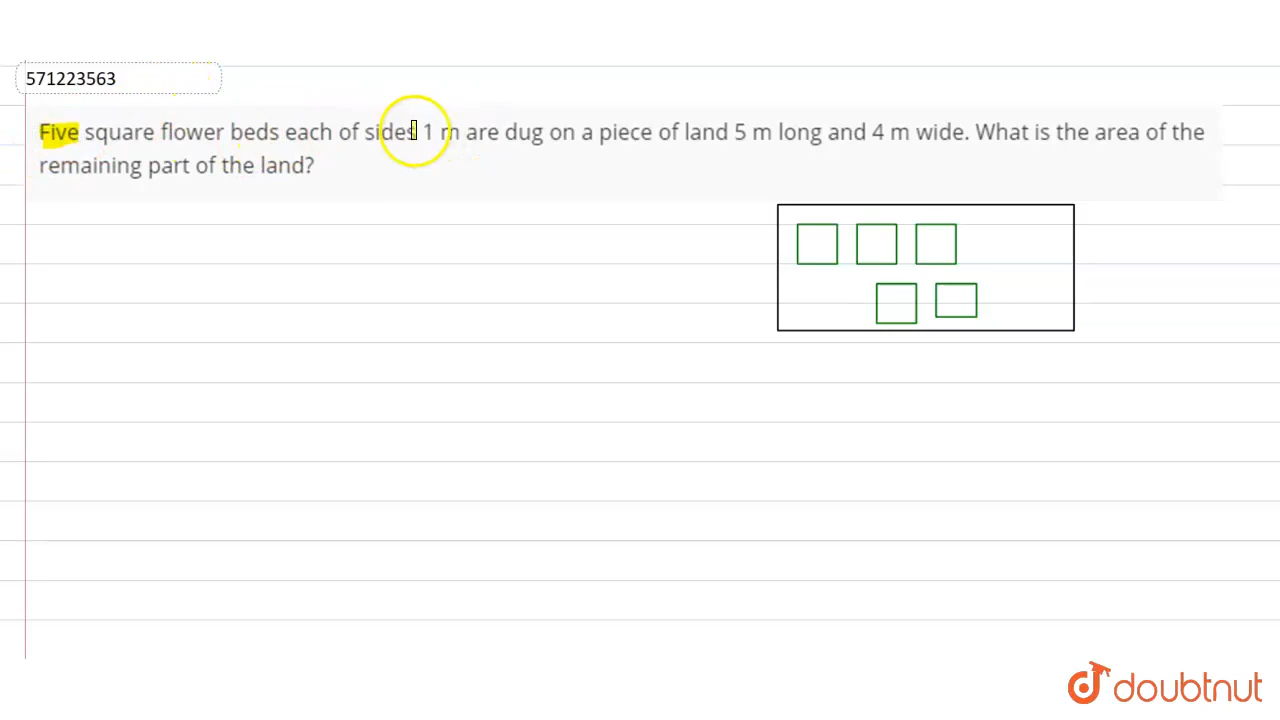 571223563
Five square flower beds each of sides 1 m are dug on a piece of land 5 m long and 4 m wide. What is the area of the
remaining part of the land?
doubtnut